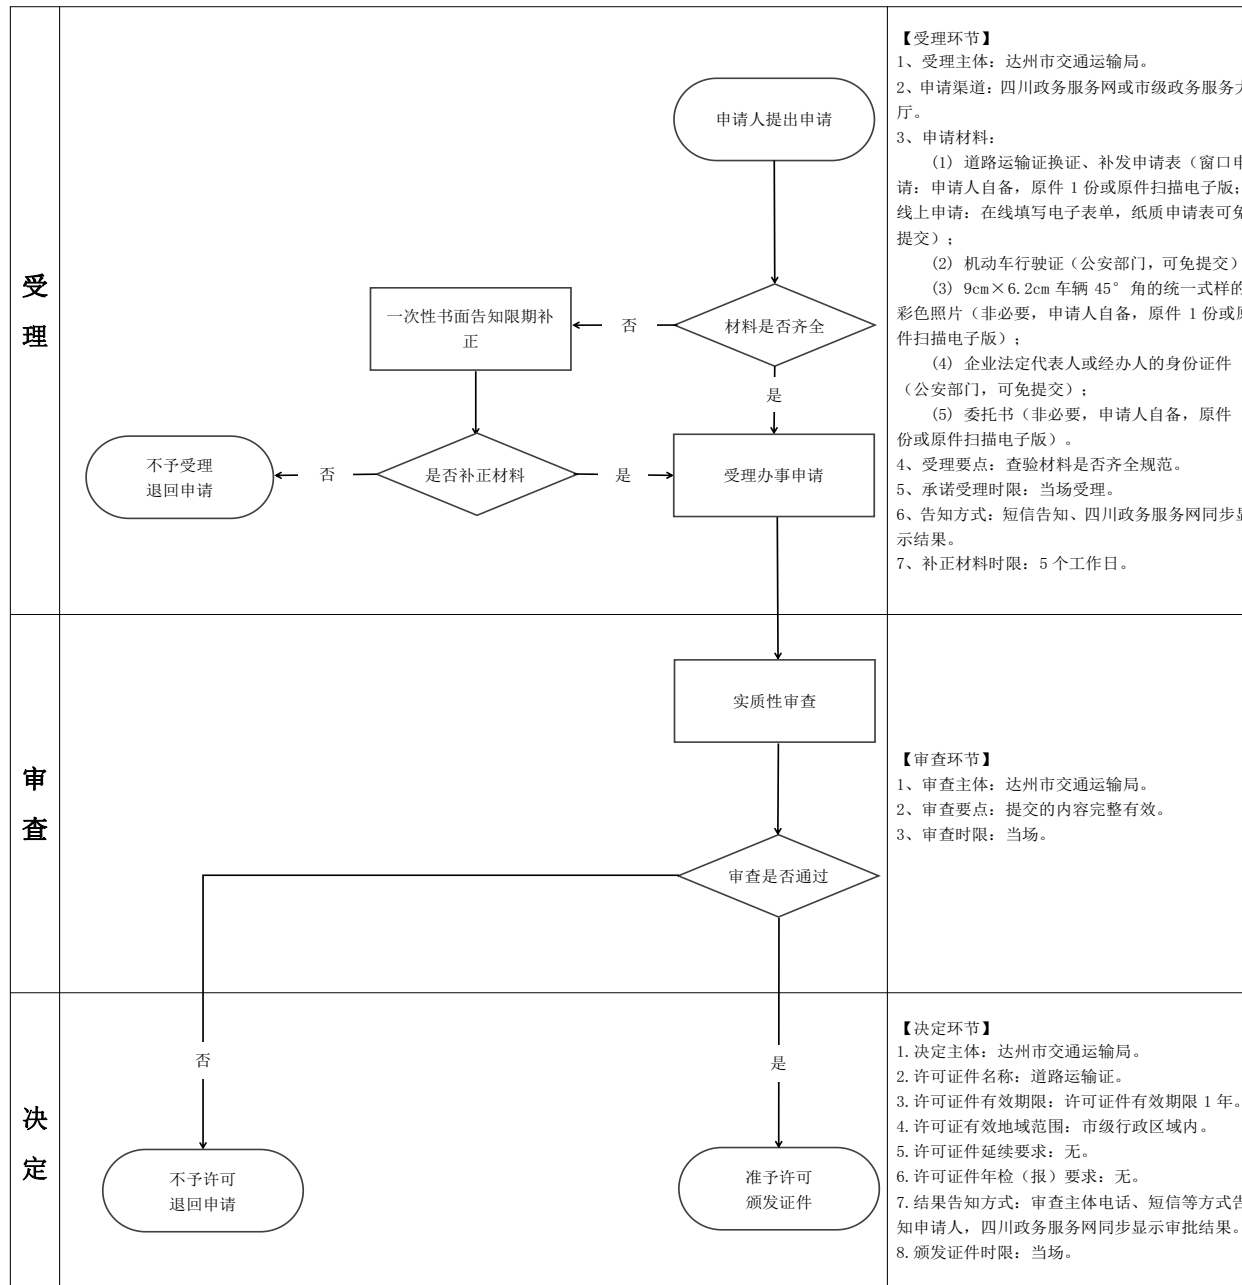 受
理
申请人提出申请
材料是否齐全
否
一次性书面告知限期补
正
是
是否补正材料
否
不予受理
退回申请
是
受理办事申请
【受理环节】
1、受理主体：达州市交通运输局。
2、申请渠道：四川政务服务网或市级政务服务大
厅。
3、申请材料：
(1) 道路运输证换证、补发申请表（窗口申
请：申请人自备，原件 1 份或原件扫描电子版；
线上申请：在线填写电子表单，纸质申请表可免
提交）；
(2) 机动车行驶证（公安部门，可免提交）
(3) 9cm×6.2cm 车辆 45° 角的统一式样的
彩色照片（非必要，申请人自备，原件 1 份或原
件扫描电子版）；
(4) 企业法定代表人或经办人的身份证件
（公安部门，可免提交）；
(5) 委托书（非必要，申请人自备，原件
份或原件扫描电子版）。
4、受理要点：查验材料是否齐全规范。
5、承诺受理时限：当场受理。
6、告知方式：短信告知、四川政务服务网同步显
示结果。
7、补正材料时限：5 个工作日。
审
查
实质性审查
审查是否通过
【审查环节】
1、审查主体：达州市交通运输局。
2、审查要点：提交的内容完整有效。
3、审查时限：当场。
决
定
否
是
不予许可
退回申请
准予许可
颁发证件
【决定环节】
1.决定主体：达州市交通运输局。
2.许可证件名称：道路运输证。
3.许可证件有效期限：许可证件有效期限 1 年。
4.许可证有效地域范围：市级行政区域内。
5.许可证件延续要求：无。
6.许可证件年检（报）要求：无。
7.结果告知方式：审查主体电话、短信等方式告
知申请人，四川政务服务网同步显示审批结果。
8.颁发证件时限：当场。